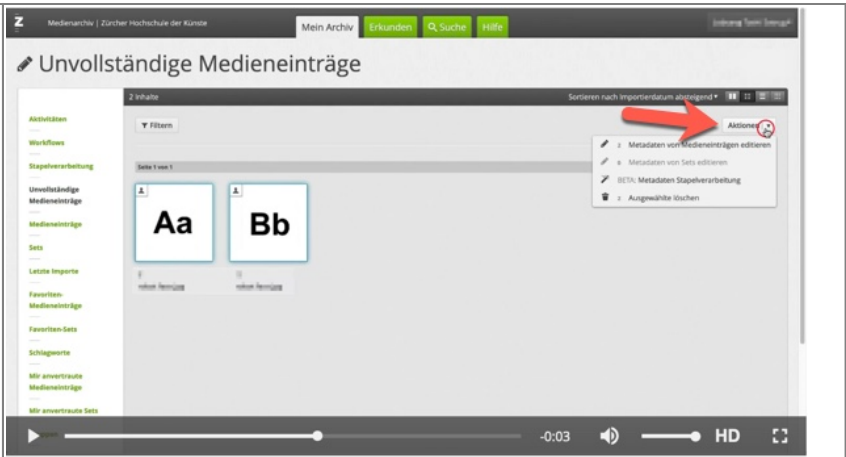 Z Medienarchiv | Zürcher Hochschule der Künste
Mein Archiv Erkunden Suche Hilfe
Unvollständige Medieneinträge
2 Inhalte Sortieren nach Importierdatum absteigend
Aktivitäten
Workflows
Stapelverarbeitung
Unvollständige
Medieneinträge
Medieneinträge
Sets
Letzte Importe
Favoriten-
Medieneinträge
Favoriten-Sets
Schlagworte
Mir anvertraute
Medieneinträge
Mir anvertraute Sets
Filtern
Aktionen
2 Metadaten von Medieneinträgen editieren
0 Metadaten von Sets editieren
BETA: Metadaten Stapelverarbeitung
2 Ausgewählte löschen
Seite 1 von 1
Aa
Bb
-0:03 HD